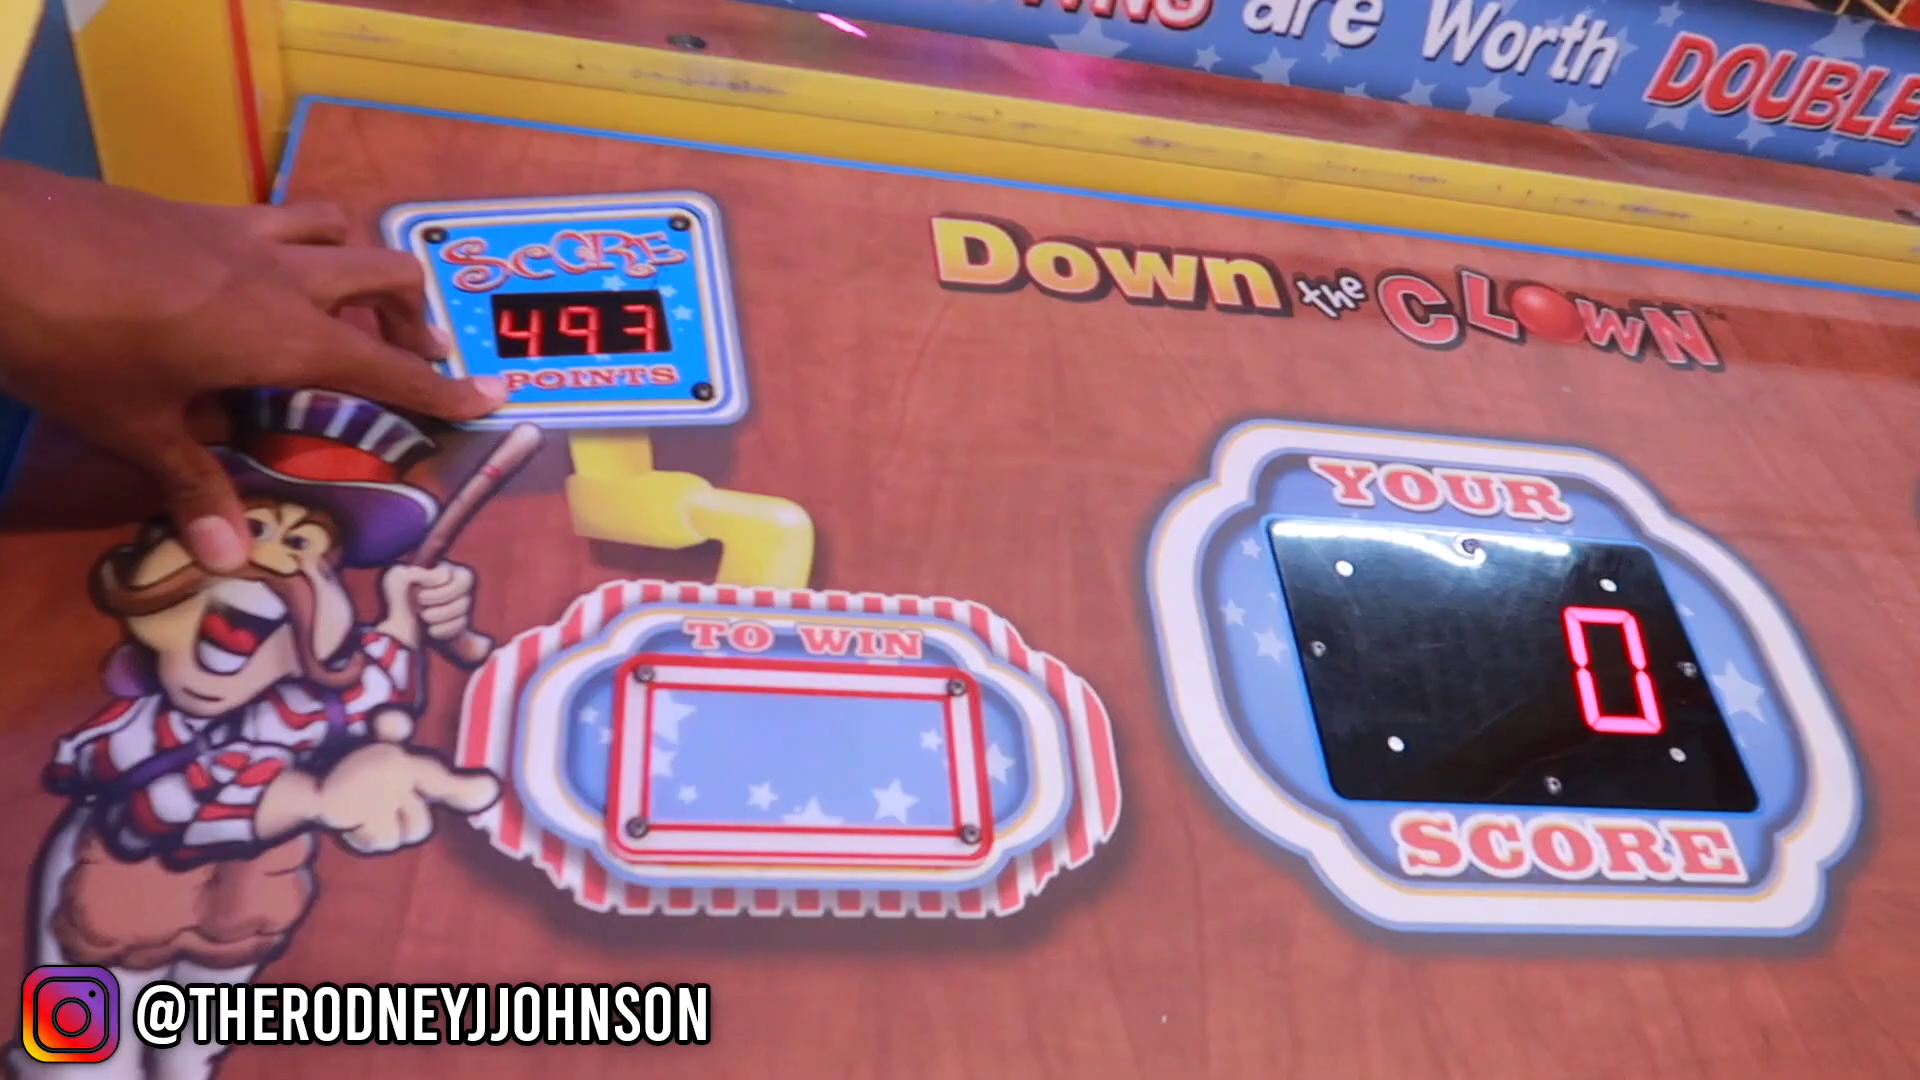 are Worth DOUBLE
SCORE
493
POINTS
Down the CLOWN
YOUR
0
SCORE
TO WIN
@THERODNEYJJOHNSON